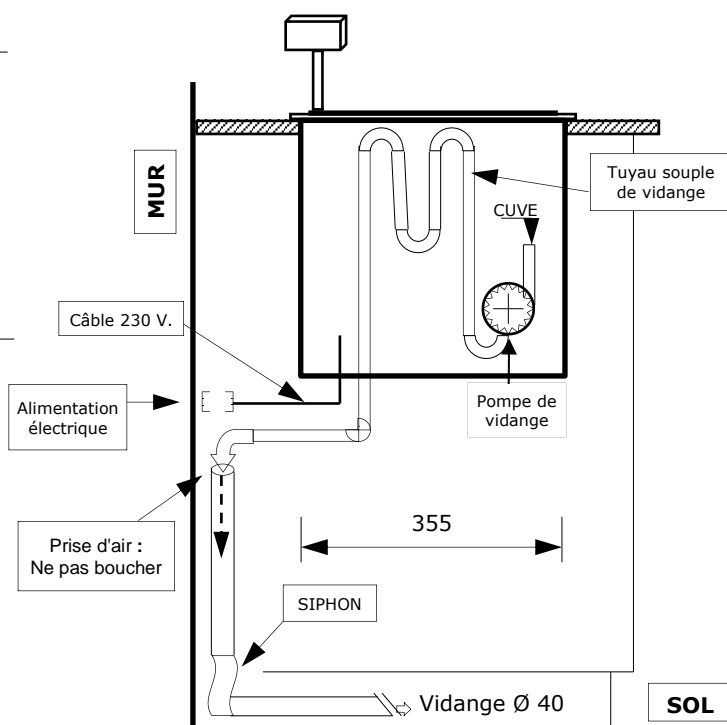 MUR
Tuyau souple
de vidange
CUVE
Câble 230 V.
Alimentation
électrique
Pompe de
vidange
Prise d'air :
Ne pas boucher
355
SIPHON
Vidange Ø 40
SOL